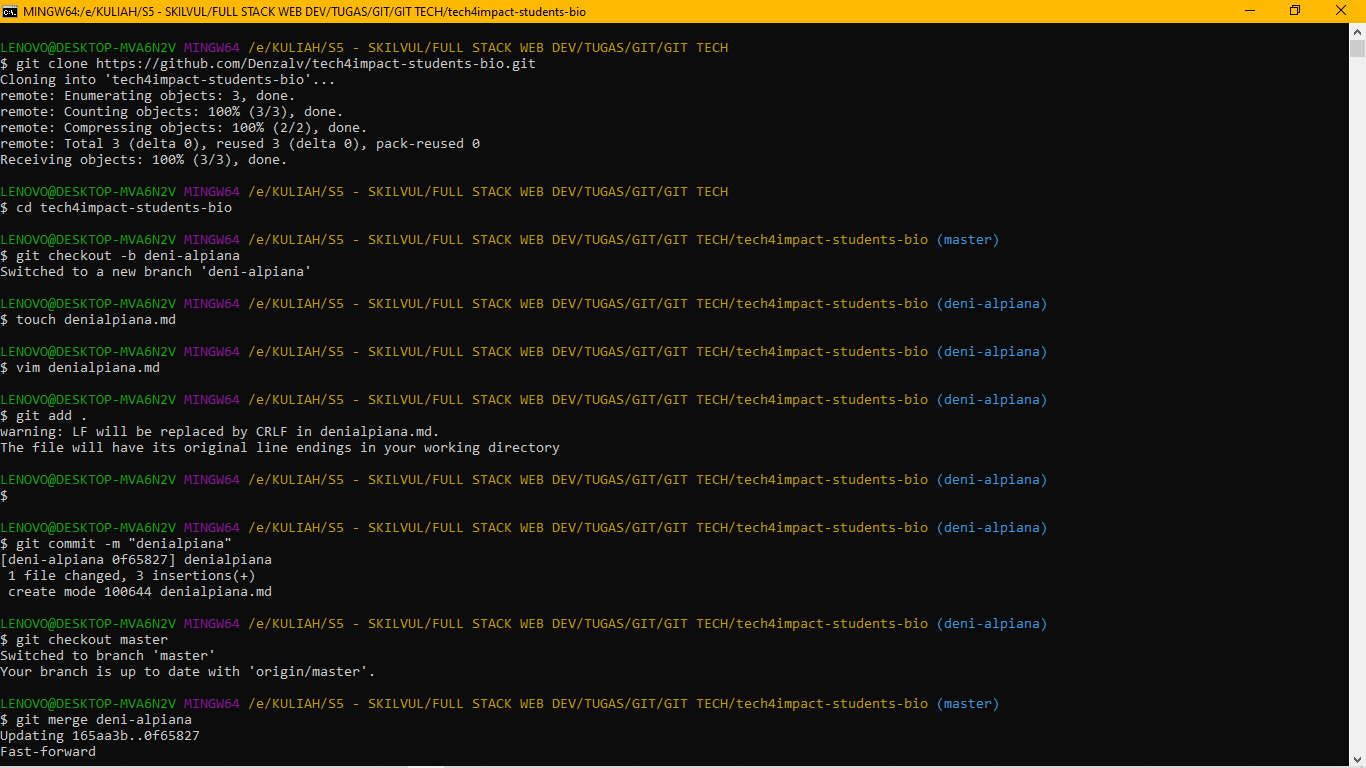 MINGW64:/e/KULIAH/S5 - SKILVUL/FULL STACK WEB DEV/TUGAS/GIT/GIT TECH/tech4impact-students-bio
LENOVO@DESKTOP-MVA6N2V MINGW64 /e/KULIAH/S5 - SKILVUL/FULL STACK WEB DEV/TUGAS/GIT/GIT TECH
$ git clone https://github.com/Denzalv/tech4impact-students-bio.git
Cloning into 'tech4impact-students-bio'...
remote: Enumerating objects: 3, done.
remote: Counting objects: 100% (3/3), done.
remote: Compressing objects: 100% (2/2), done.
remote: Total 3 (delta 0), reused 3 (delta 0), pack-reused 0
Receiving objects: 100% (3/3), done.
LENOVO@DESKTOP-MVA6N2V MINGW64 /e/KULIAH/S5 - SKILVUL/FULL STACK WEB DEV/TUGAS/GIT/GIT TECH
$ cd tech4impact-students-bio
LENOVO@DESKTOP-MVA6N2V MINGW64 /e/KULIAH/S5 - SKILVUL/FULL STACK WEB DEV/TUGAS/GIT/GIT TECH/tech4impact-students-bio (master)
$ git checkout -b deni-alpiana
Switched to a new branch 'deni-alpiana'
LENOVO@DESKTOP-MVA6N2V MINGW64 /e/KULIAH/S5 - SKILVUL/FULL STACK WEB DEV/TUGAS/GIT/GIT TECH/tech4impact-students-bio (deni-alpiana)
$ touch denialpiana.md
LENOVO@DESKTOP-MVA6N2V MINGW64 /e/KULIAH/S5 - SKILVUL/FULL STACK WEB DEV/TUGAS/GIT/GIT TECH/tech4impact-students-bio (deni-alpiana)
$ vim denialpiana.md
LENOVO@DESKTOP-MVA6N2V MINGW64 /e/KULIAH/S5 - SKILVUL/FULL STACK WEB DEV/TUGAS/GIT/GIT TECH/tech4impact-students-bio (deni-alpiana)
$ git add .
warning: LF will be replaced by CRLF in denialpiana.md.
The file will have its original line endings in your working directory
LENOVO@DESKTOP-MVA6N2V MINGW64 /e/KULIAH/S5 - SKILVUL/FULL STACK WEB DEV/TUGAS/GIT/GIT TECH/tech4impact-students-bio (deni-alpiana)
$
LENOVO@DESKTOP-MVA6N2V MINGW64 /e/KULIAH/S5 - SKILVUL/FULL STACK WEB DEV/TUGAS/GIT/GIT TECH/tech4impact-students-bio (deni-alpiana)
$ git commit -m "denialpiana"
[deni-alpiana 0f65827] denialpiana
1 file changed, 3 insertions(+)
create mode 100644 denialpiana.md
LENOVO@DESKTOP-MVA6N2V MINGW64 /e/KULIAH/S5 - SKILVUL/FULL STACK WEB DEV/TUGAS/GIT/GIT TECH/tech4impact-students-bio (deni-alpiana)
$ git checkout master
Switched to branch 'master'
Your branch is up to date with 'origin/master'.
LENOVO@DESKTOP-MVA6N2V MINGW64 /e/KULIAH/S5 - SKILVUL/FULL STACK WEB DEV/TUGAS/GIT/GIT TECH/tech4impact-students-bio (master)
$ git merge deni-alpiana
Updating 165aa3b..0f65827
Fast-forward